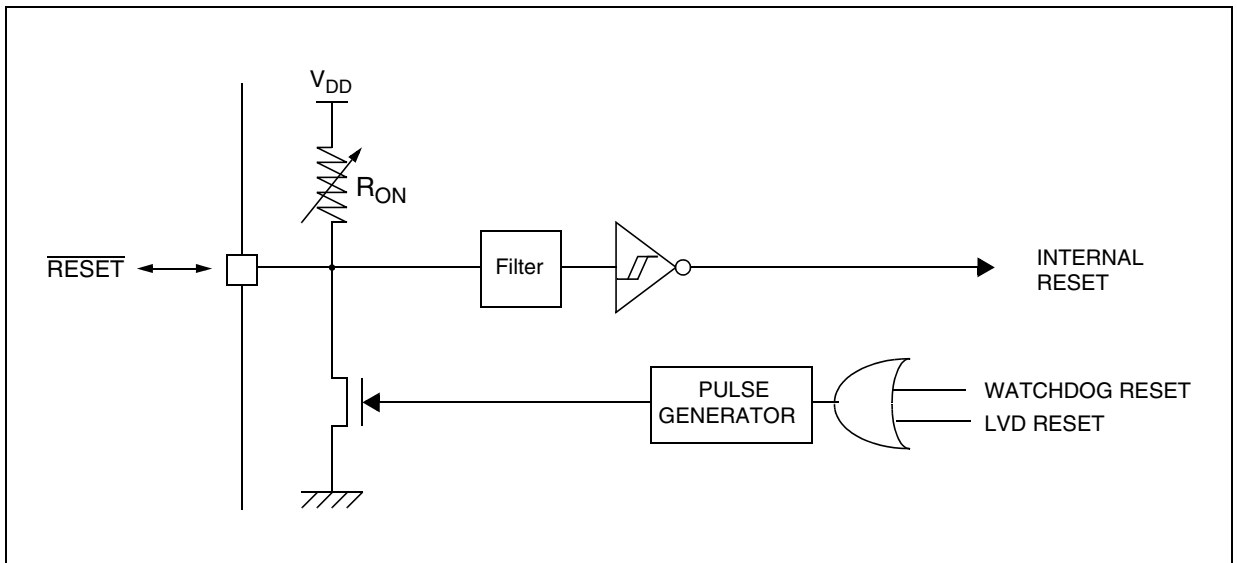 VDD
RON
RESET
Filter
INTERNAL
RESET
PULSE
GENERATOR
WATCHDOG RESET
LVD RESET